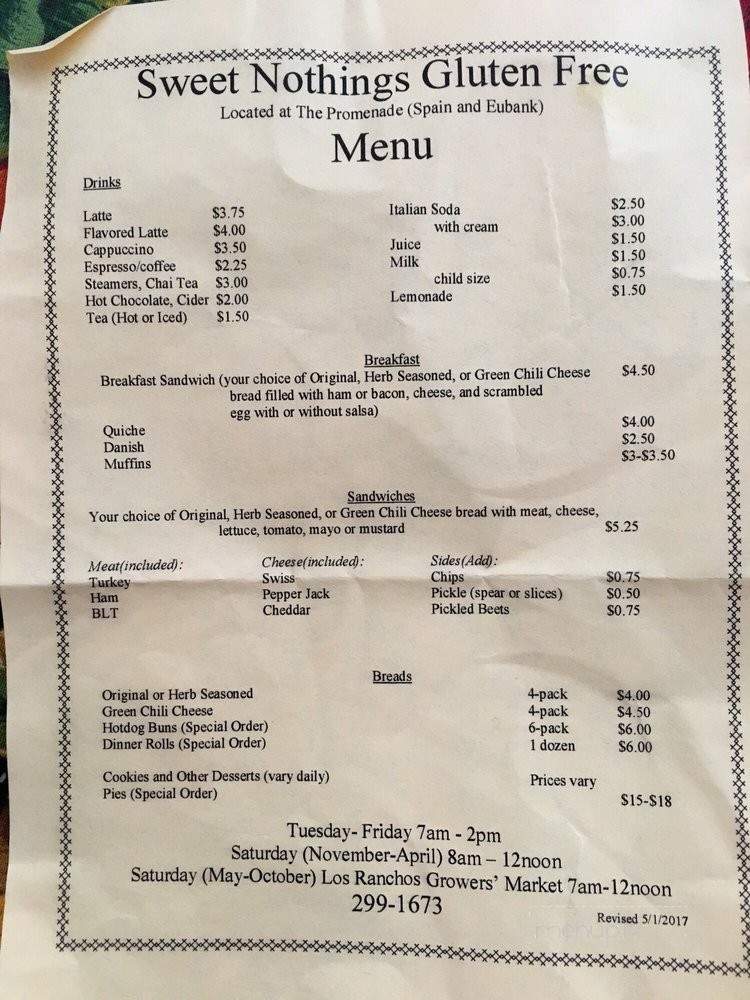 Sweet Nothings Gluten Free
Located at The Promenade (Spain and Eubank)
Menu
Drinks
Latte $3.75
Flavored Latte $4.00
Cappuccino $3.50
Espresso/coffee $2.25
Steamers, Chai Tea $3.00
Hot Chocolate, Cider $2.00
Tea (Hot or Iced) $1.50
Italian Soda $2.50
with cream $3.00
Juice $1.50
Milk $1.50
child size $0.75
Lemonade $1.50
Breakfast
Breakfast Sandwich (your choice of Original, Herb Seasoned, or Green Chili Cheese $4.50
bread filled with ham or bacon, cheese, and scrambled
egg with or without salsa)
Quiche $4.00
Danish $2.50
Muffins $3-$3.50
Sandwiches
Your choice of Original, Herb Seasoned, or Green Chili Cheese bread with meat, cheese,
lettuce, tomato, mayo or mustard $5.25
Meat(included): Cheese(included): Sides(Add):
Turkey Swiss Chips $0.75
Ham Pepper Jack Pickle (spear or slices) $0.50
BLT Cheddar Pickled Beets $0.75
Breads
Original or Herb Seasoned 4-pack $4.00
Green Chili Cheese 4-pack $4.50
Hotdog Buns (Special Order) 6-pack $6.00
Dinner Rolls (Special Order) 1 dozen $6.00
Cookies and Other Desserts (vary daily) Prices vary
Pies (Special Order) $15-$18
Tuesday- Friday 7am - 2pm
Saturday (November-April) 8am – 12noon
Saturday (May-October) Los Ranchos Growers' Market 7am-12noon
299-1673
Revised 5/1/2017